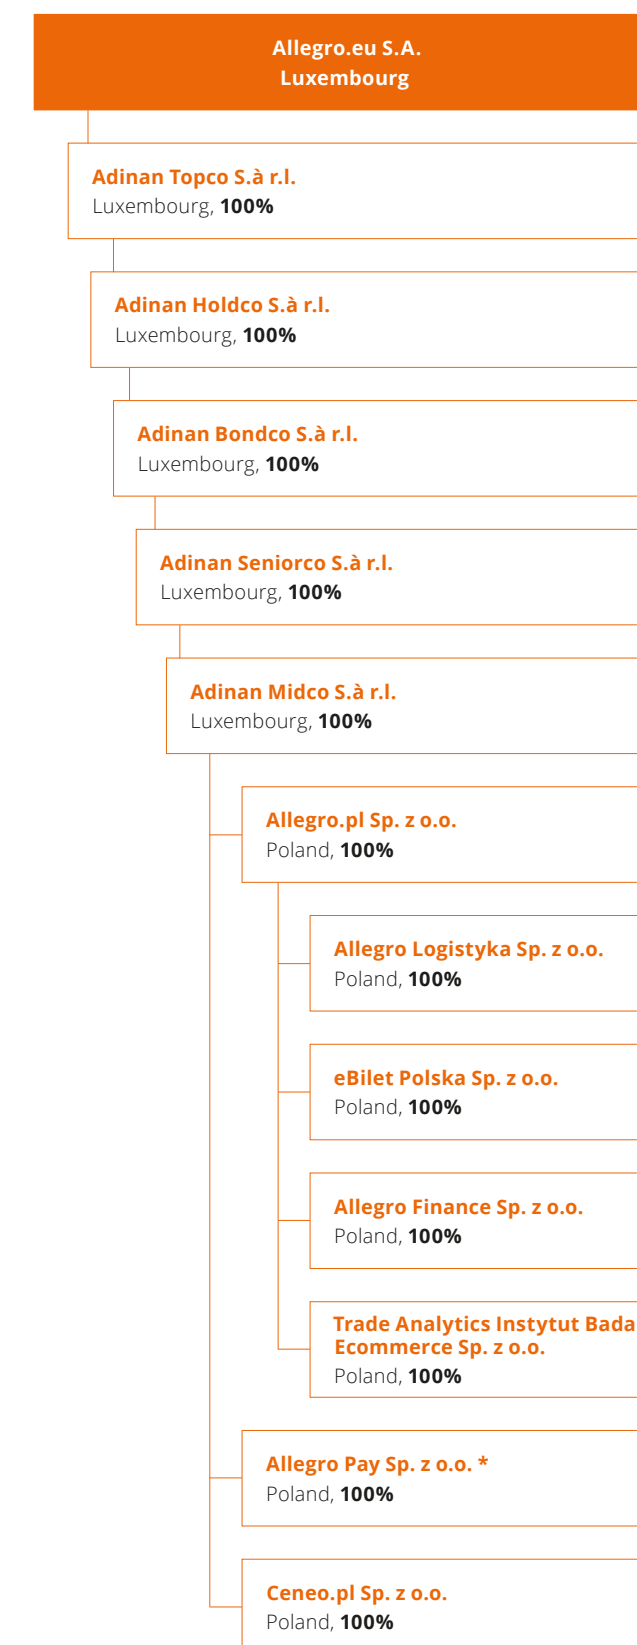 Allegro.eu S.A.
Luxembourg
Adinan Topco S.à r.l.
Luxembourg, 100%
Adinan Holdco S.à r.l.
Luxembourg, 100%
Adinan Bondco S.à r.l.
Luxembourg, 100%
Adinan Seniorco S.à r.l.
Luxembourg, 100%
Adinan Midco S.à r.l.
Luxembourg, 100%
Allegro.pl Sp. z o.o.
Poland, 100%
Allegro Logistyka Sp. z o.o.
Poland, 100%
eBilet Polska Sp. z o.o.
Poland, 100%
Allegro Finance Sp. z o.o.
Poland, 100%
Trade Analytics Instytut Bada
Ecommerce Sp. z o.o.
Poland, 100%
Allegro Pay Sp. z o.o. *
Poland, 100%
Ceneo.pl Sp. z o.o.
Poland, 100%